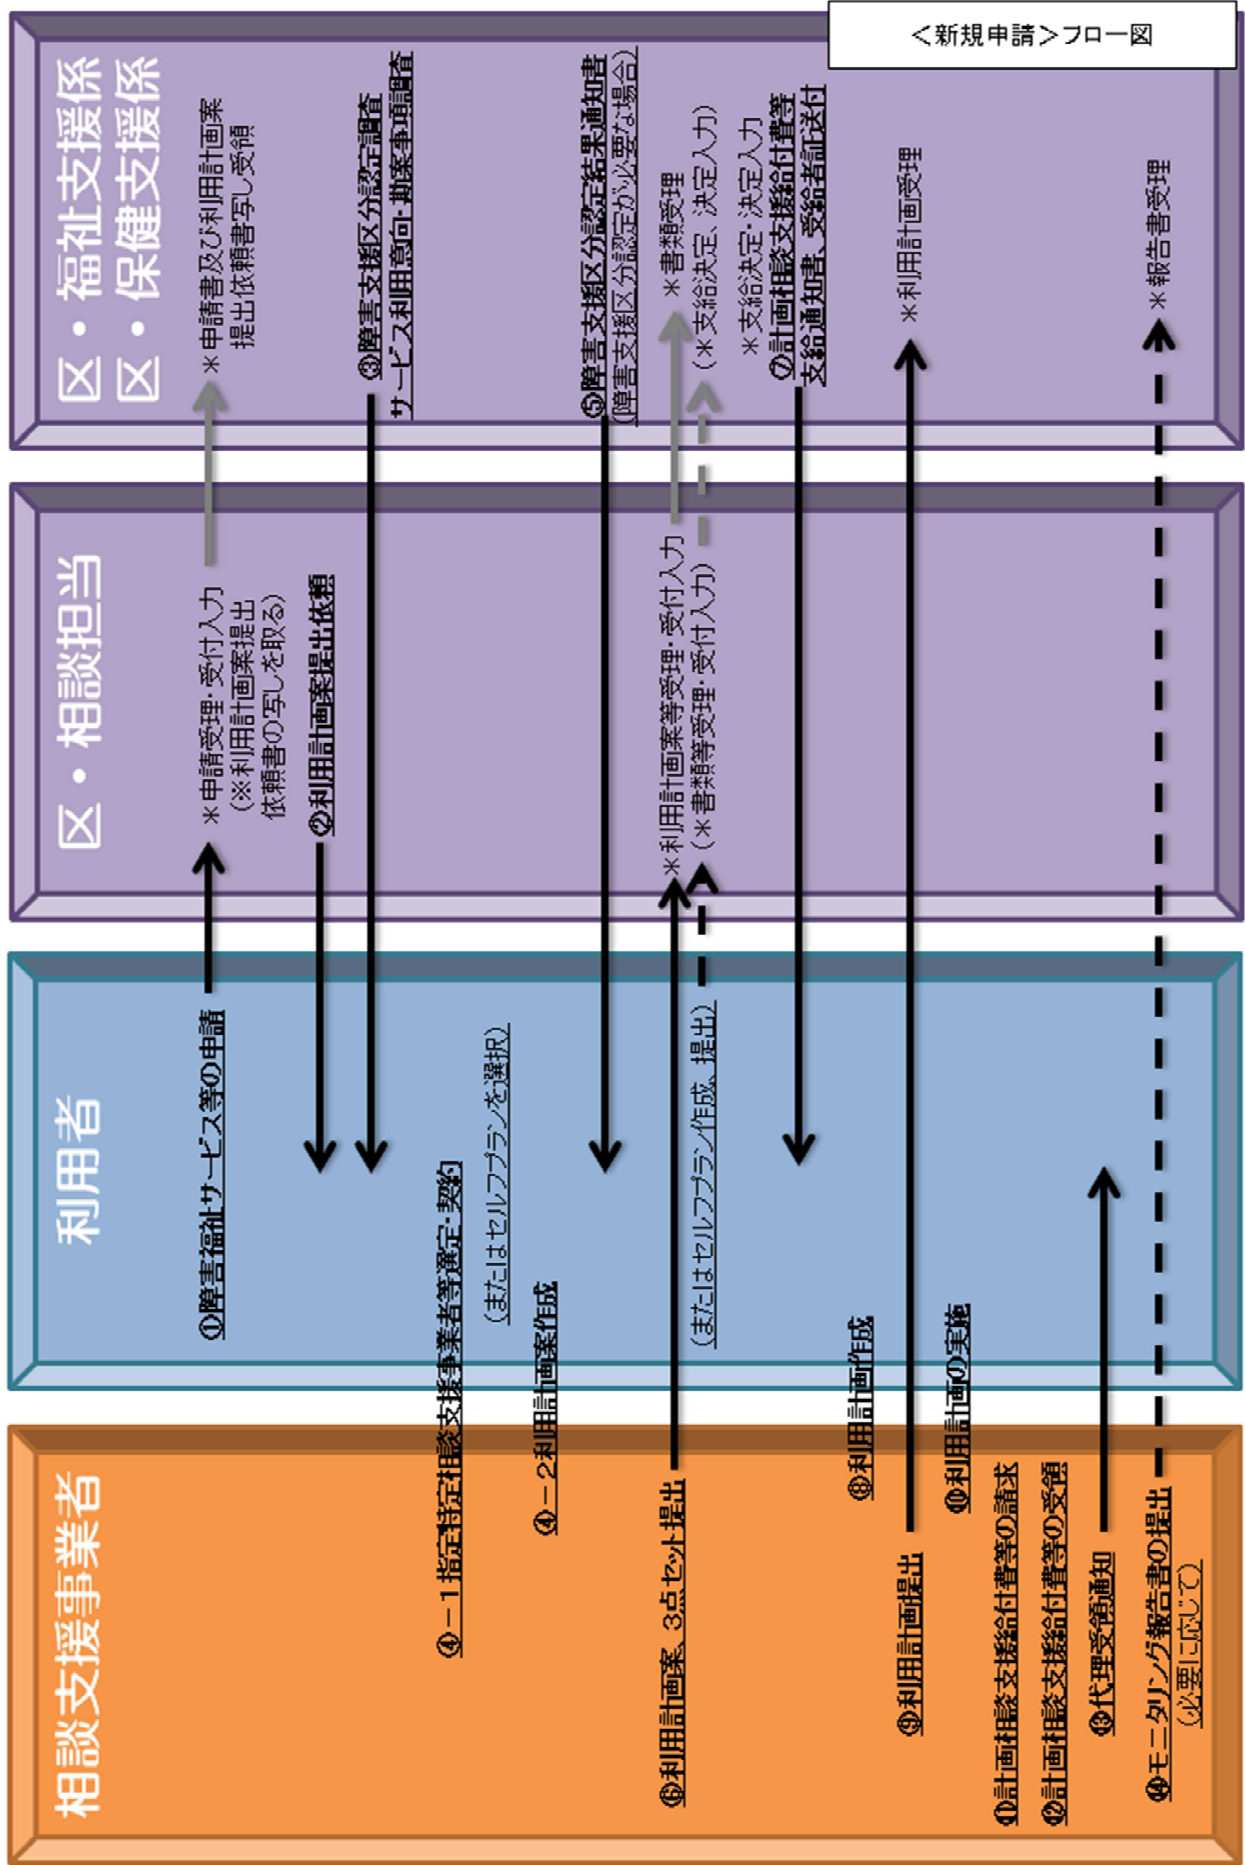 <新規申請>フロー図
相談支援事業者
利用者
区・相談担当
区・福祉支援係
区・保健支援係
①障害福祉サービス等の申請
*申請受理・受付入力
(※利用計画案提出
依頼書の写しを取る)
*申請書及び利用計画案
提出依頼書写し受領
②利用計画案提出依頼
③障害支援区分認定調査
サービス利用意向・勘案事項調査
④-1指定特定相談支援事業者等選定・契約
(またはセルフプランを選択)
④-2利用計画案作成
⑤障害支援区分認定結果通知書
(障害支援区分認定が必要な場合)
⑥利用計画案、3点セット提出
*利用計画案等受理・受付入力
*書類受理
(またはセルフプラン作成、提出)
(*書類等受理・受付入力)
(*支給決定、決定入力)
*支給決定・決定入力
⑦計画相談支援給付費等
支給通知書、受給者証送付
⑧利用計画作成
⑨利用計画提出
*利用計画受理
⑩利用計画の実施
⑪計画相談支援給付費等の請求
⑫計画相談支援給付費等の受領
⑬代理受領通知
⑭モニタリング報告書の提出
(必要に応じて)
*報告書受理